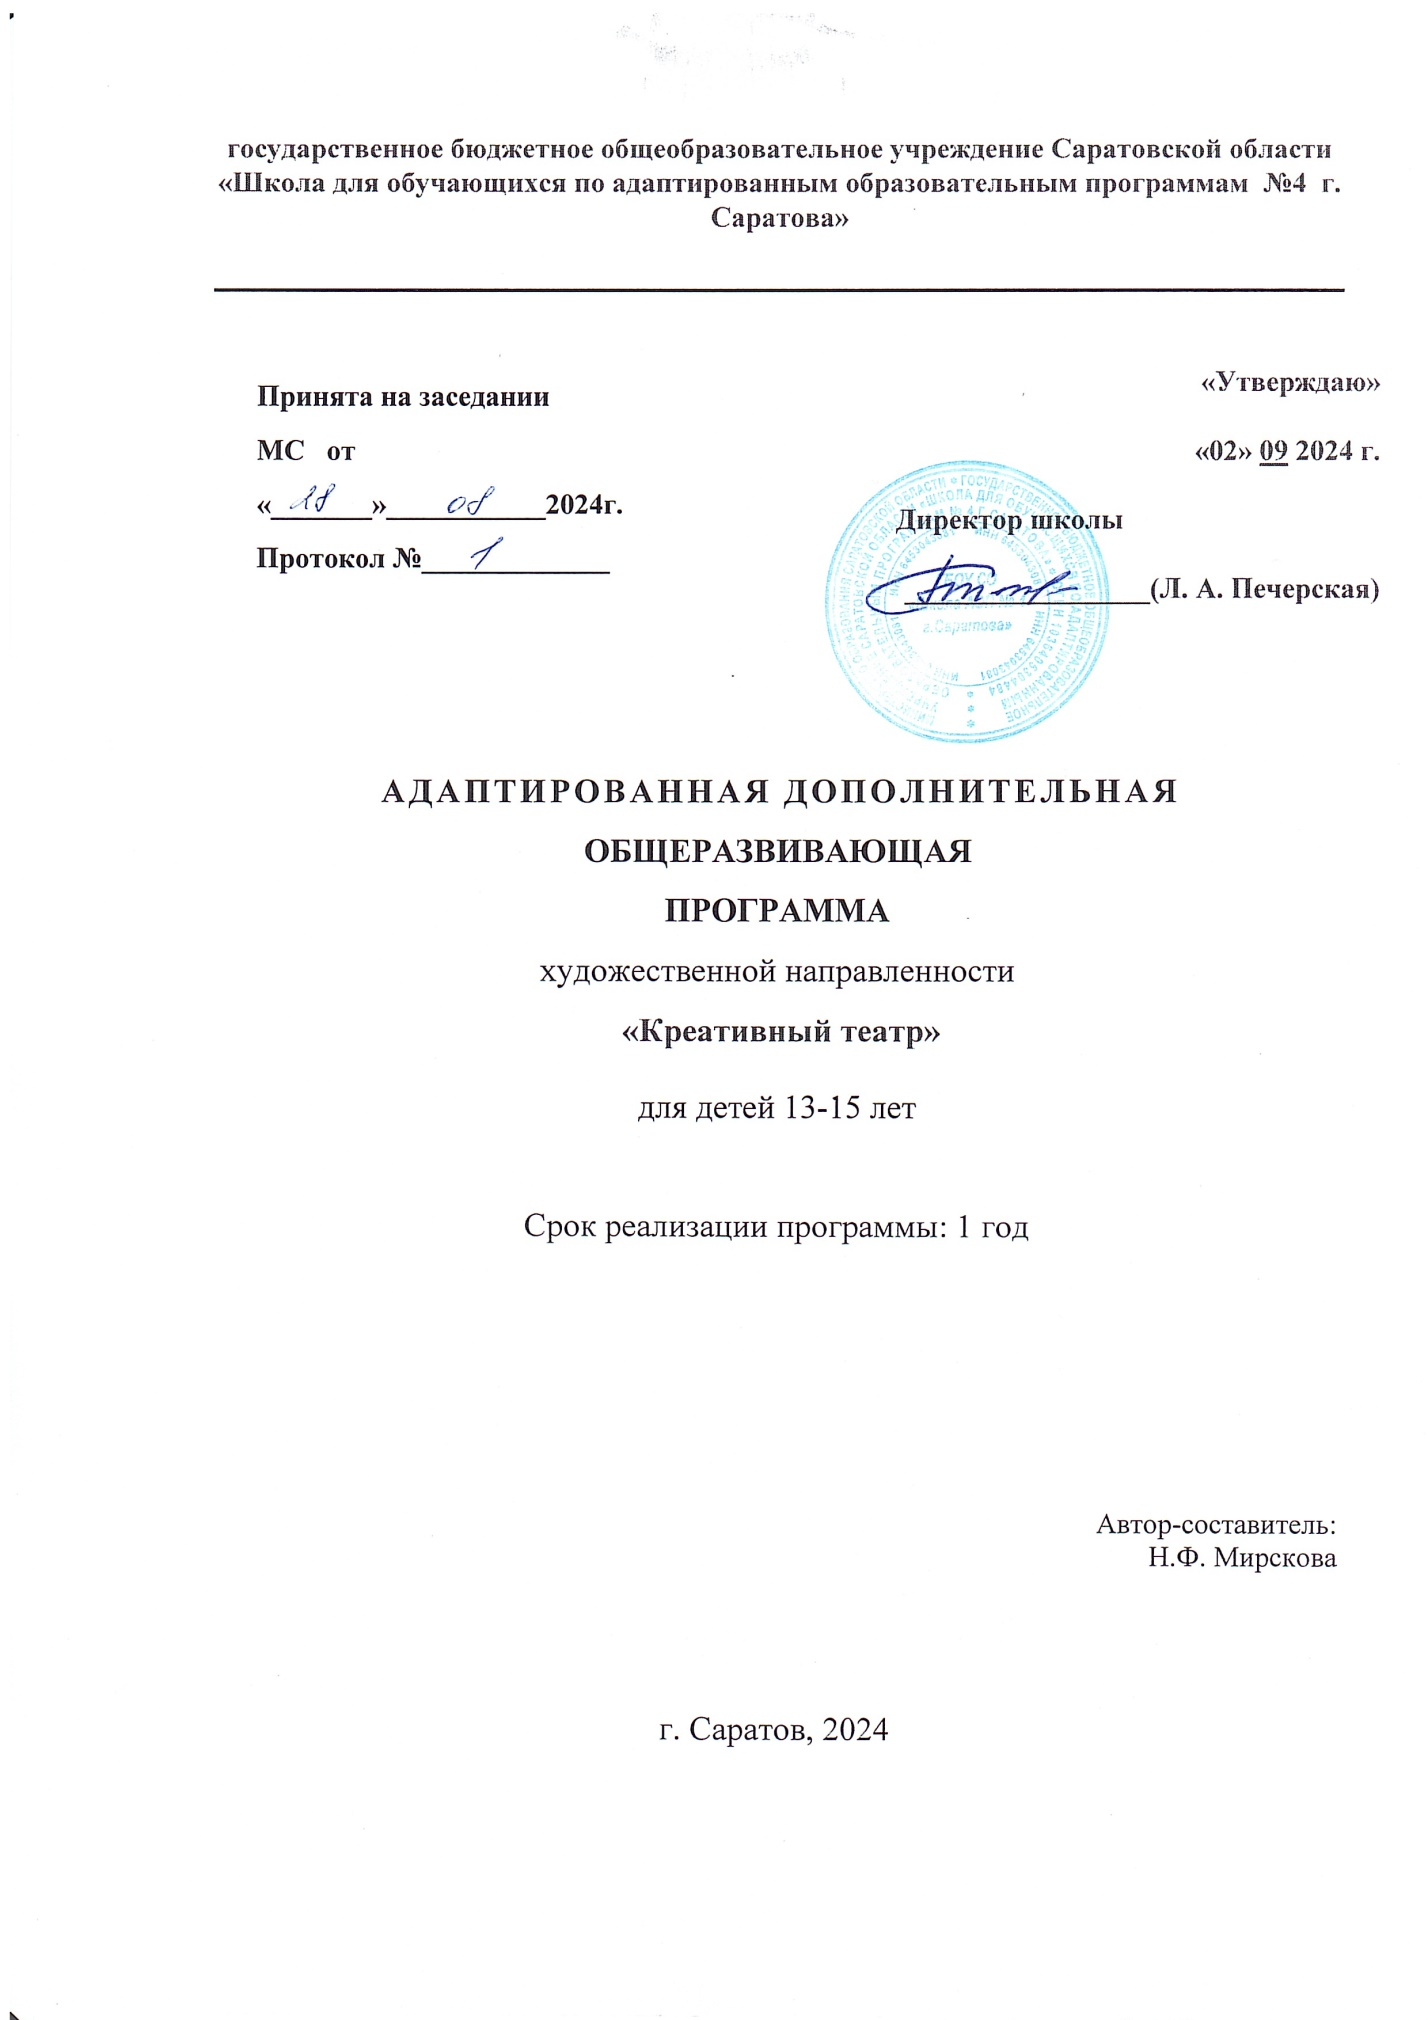 государственное бюджетное общеобразовательное учреждение Саратовской области
«Школа для обучающихся по адаптированным образовательным программам №4 г.
Саратова»
Принята на заседании
МС от
«28» 08 2024г.
Протокол № 1
«Утверждаю»
«02» 09 2024 г.
Директор школы
(Л. А. Печерская)
г.Саратова»
АДАПТИРОВАННАЯ ДОПОЛНИТЕЛЬНАЯ
ОБЩЕРАЗВИВАЮЩАЯ
ПРОГРАММА
художественной направленности
«Креативный театр»
для детей 13-15 лет
Срок реализации программы: 1 год
Автор-составитель:
Н.Ф. Мирскова
г. Саратов, 2024